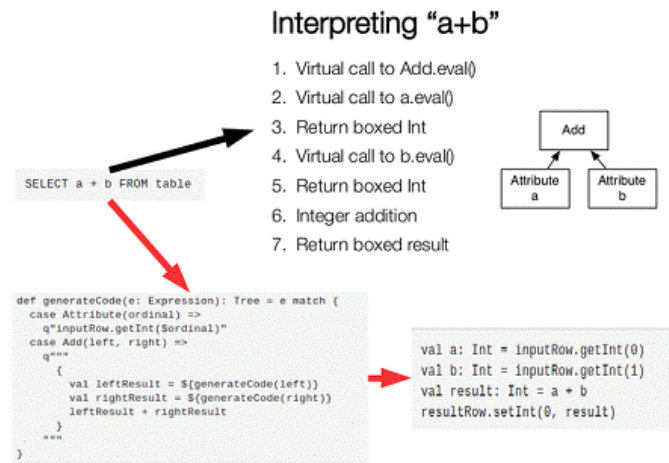 Interpreting “a+b”
1. Virtual call to Add.eval()
2. Virtual call to a.eval()
3. Return boxed Int
4. Virtual call to b.eval()
5. Return boxed Int
6. Integer addition
7. Return boxed result
Add
Attribute
a
Attribute
b
SELECT a + b FROM table
def generateCode(e: Expression): Tree = e match {
  case Attribute(ordinal) =>
    q"inputRow.getInt($ordinal)"
  case Add(left, right) =>
    q"""
      {
        val leftResult = ${generateCode(left)}
        val rightResult = ${generateCode(right)}
        leftResult + rightResult
      }
    """
}
val a: Int = inputRow.getInt(0)
val b: Int = inputRow.getInt(1)
val result: Int = a + b
resultRow.setInt(0, result)